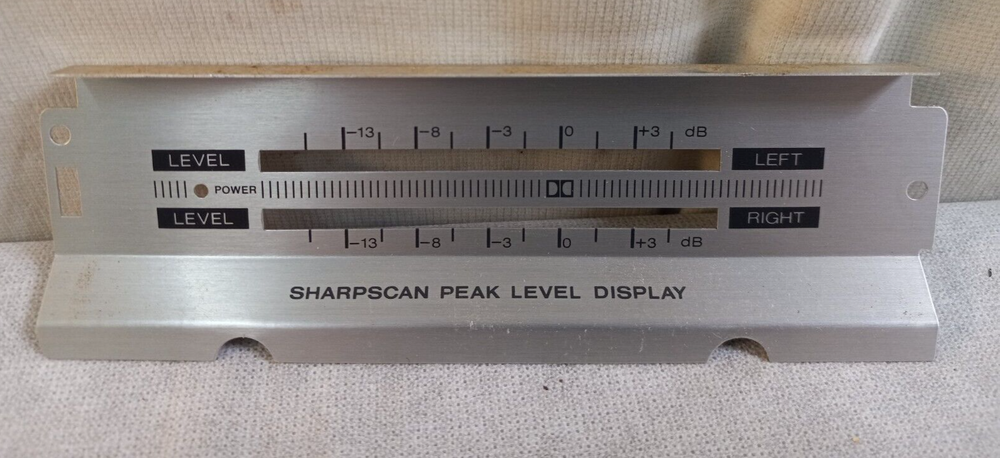 -13 -8 -3 0 +3 dB
LEVEL LEFT
POWER
LEVEL RIGHT
-13 -8 -3 0 +3 dB
SHARPSCAN PEAK LEVEL DISPLAY